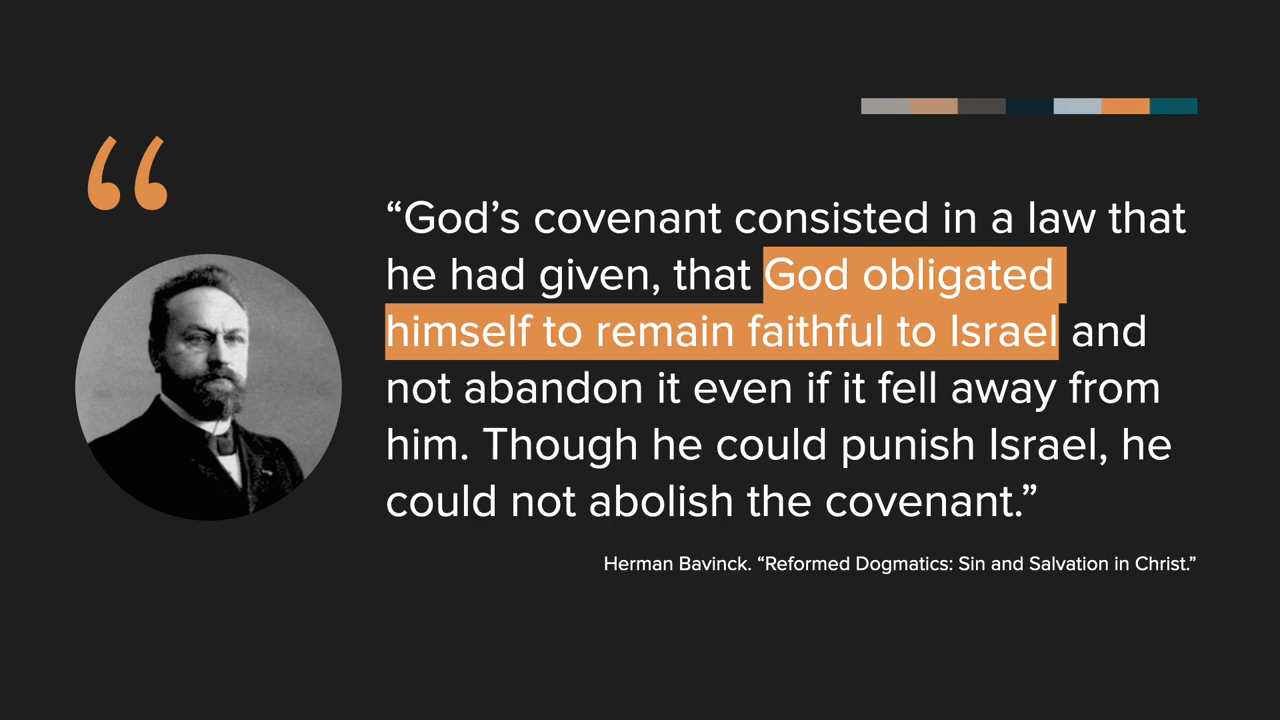 “God’s covenant consisted in a law that
he had given, that God obligated
himself to remain faithful to Israel and
not abandon it even if it fell away from
him. Though he could punish Israel, he
could not abolish the covenant.”
Herman Bavinck. “Reformed Dogmatics: Sin and Salvation in Christ.”